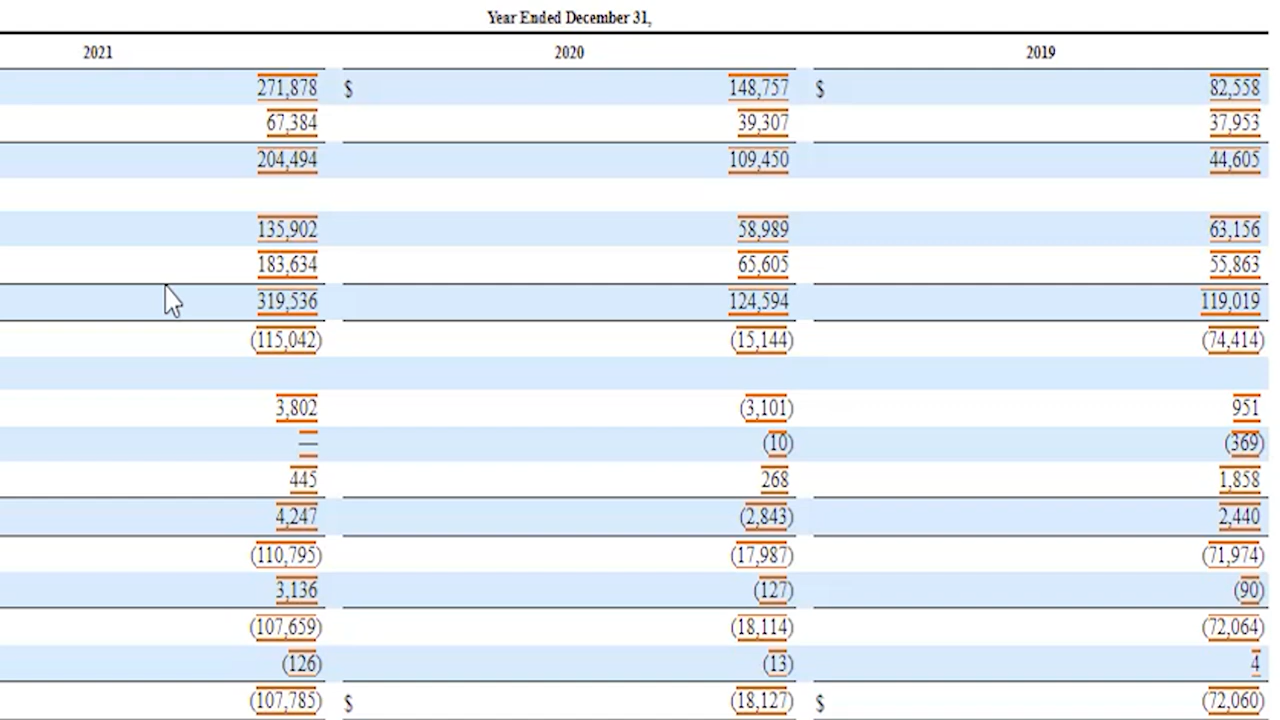 Year Ended December 31,
2021 2020 2019
271,878 $ 148,757 $ 82,558
67,384 39,307 37,953
204,494 109,450 44,605
135,902 58,989 63,156
183,634 65,605 55,863
319,536 124,594 119,019
(115,042) (15,144) (74,414)
3,802 (3,101) 951
— (10) (369)
445 268 1,858
4,247 (2,843) 2,440
(110,795) (17,987) (71,974)
3,136 (127) (90)
(107,659) (18,114) (72,064)
(126) (13) 4
(107,785) $ (18,127) $ (72,060)